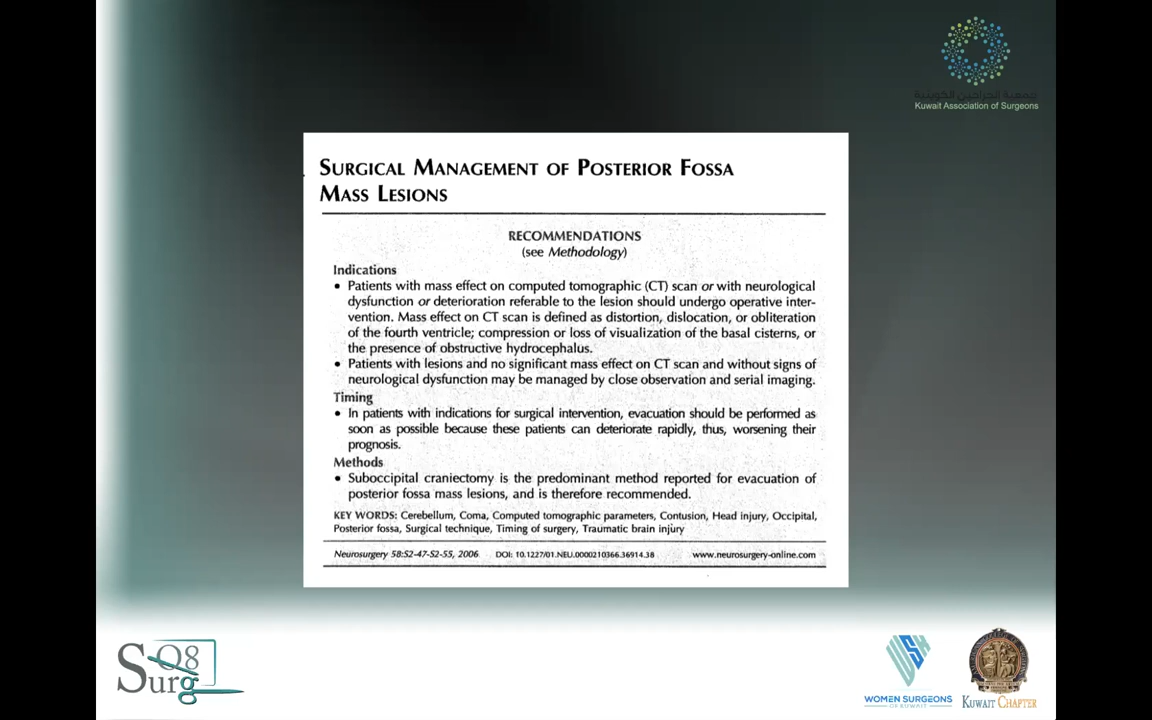 جمعية الجراحين الكويتية
Kuwait Association of Surgeons
SURGICAL MANAGEMENT OF POSTERIOR FOSSA
MASS LESIONS
RECOMMENDATIONS
(see Methodology)
Indications
• Patients with mass effect on computed tomographic (CT) scan or with neurological
dysfunction or deterioration referable to the lesion should undergo operative inter-
vention. Mass effect on CT scan is defined as distortion, dislocation, or obliteration
of the fourth ventricle; compression or loss of visualization of the basal cisterns, or
the presence of obstructive hydrocephalus.
• Patients with lesions and no significant mass effect on CT scan and without signs of
neurological dysfunction may be managed by close observation and serial imaging.
Timing
• In patients with indications for surgical intervention, evacuation should be performed as
soon as possible because these patients can deteriorate rapidly, thus, worsening their
prognosis.
Methods
• Suboccipital craniectomy is the predominant method reported for evacuation of
posterior fossa mass lesions, and is therefore recommended.
KEY WORDS: Cerebellum, Coma, Computed tomographic parameters, Contusion, Head injury, Occipital,
Posterior fossa, Surgical technique, Timing of surgery, Traumatic brain injury
Neurosurgery 58:S2-47-S2-55, 2006 DOI: 10.1227/01.NEU.0000210366.36914.38 www.neurosurgery-online.com
Surg Q8
WOMEN SURGEONS
OF KUWAIT
KUWAIT CHAPTER